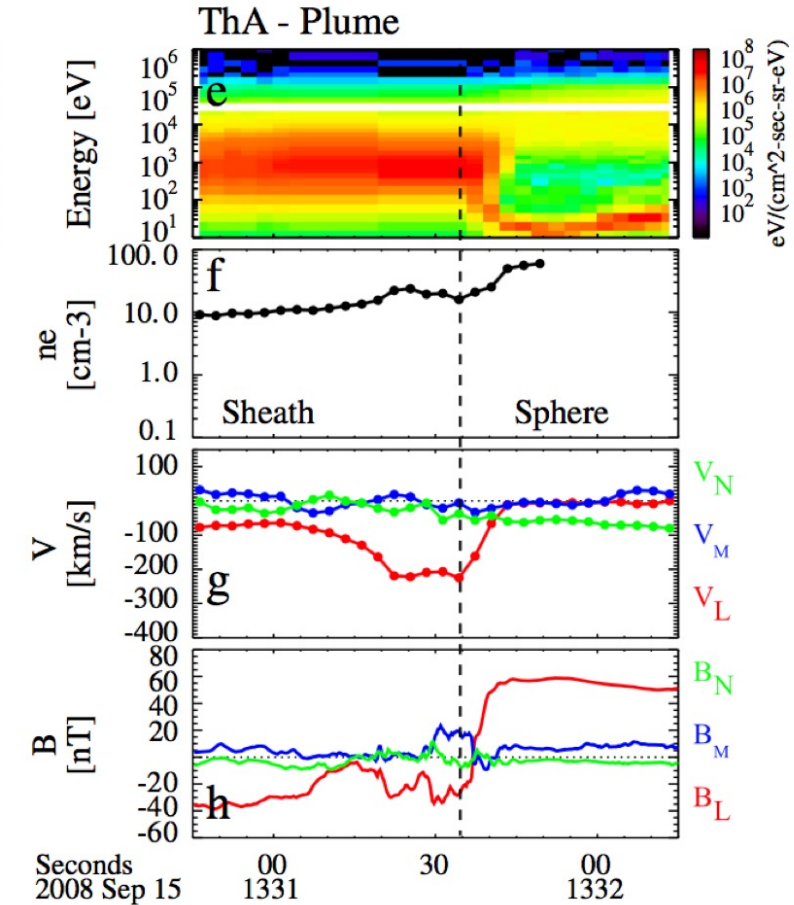 ThA - Plume
e
Energy [eV]
10^6
10^5
10^4
10^3
10^2
10^1
10^8
10^7
10^6
10^5
10^4
10^3
10^2
eV/(cm^2-sec-sr-eV)
f
ne
[cm-3]
100.0
10.0
1.0
0.1
Sheath Sphere
g
V
[km/s]
100
-100
-200
-300
-400
V_N
V_M
V_L
h
B
[nT]
80
60
40
20
-20
-40
-60
B_N
B_M
B_L
Seconds 00 30 00
2008 Sep 15 1331 1332